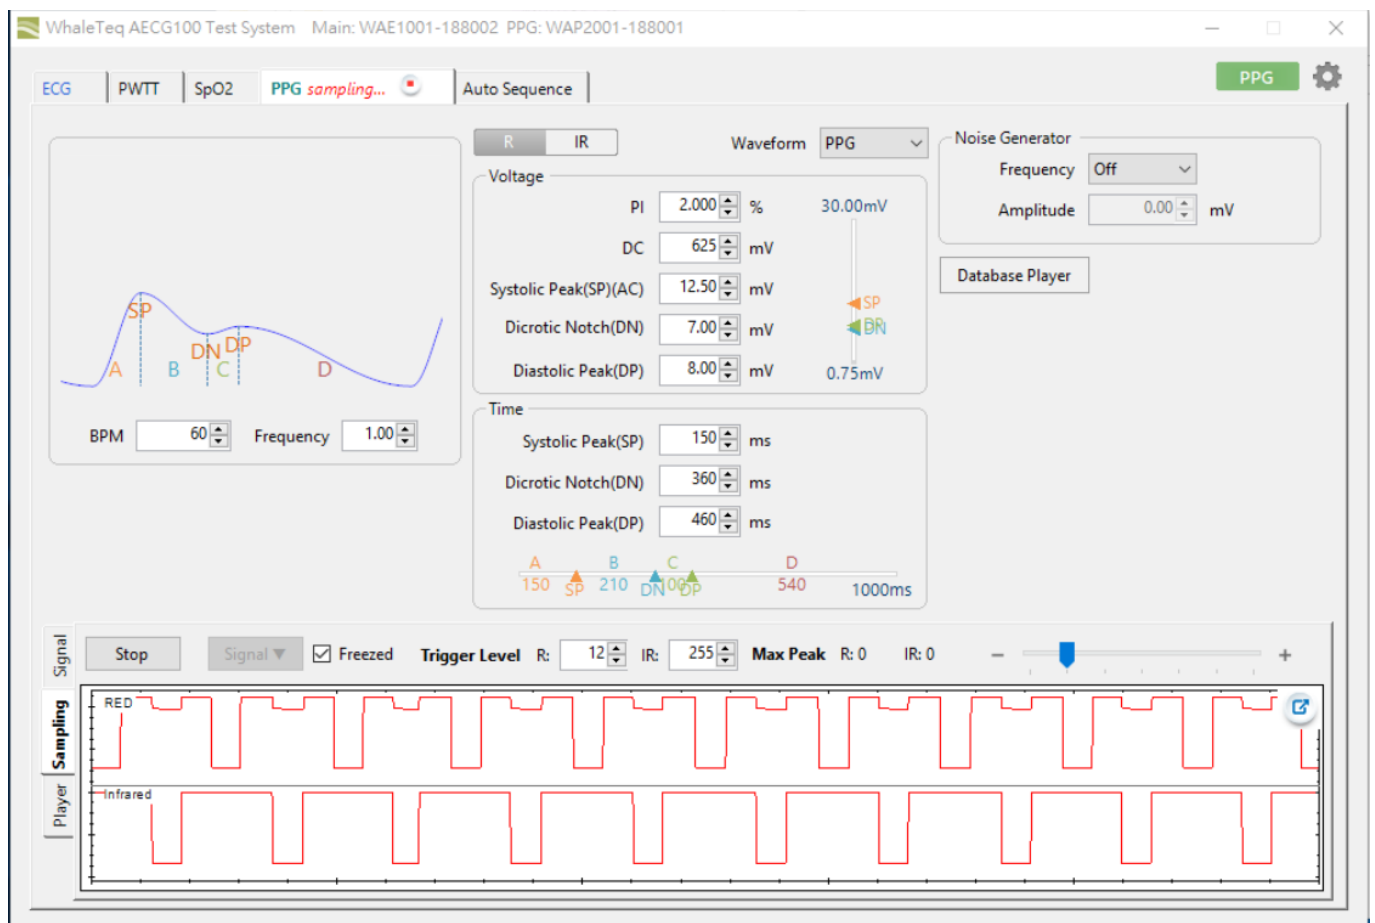 WhaleTeq AECG100 Test System Main: WAE1001-188002 PPG: WAP2001-188001
ECG PWTT SpO2 PPG sampling... Auto Sequence PPG
R IR Waveform PPG
Noise Generator
Frequency Off
Amplitude 0.00 mV
Database Player
Voltage
PI 2.000 % 30.00mV
DC 625 mV
Systolic Peak(SP)(AC) 12.50 mV SP
Dicrotic Notch(DN) 7.00 mV DN
Diastolic Peak(DP) 8.00 mV 0.75mV
SP
DN DP
A B C D
BPM 60 Frequency 1.00
Time
Systolic Peak(SP) 150 ms
Dicrotic Notch(DN) 360 ms
Diastolic Peak(DP) 460 ms
A B C D
150 SP 210 DN 100 DP 540 1000ms
Signal
Sampling
Player
Stop Signal ▼ Freezed Trigger Level R: 12 IR: 255 Max Peak R: 0 IR: 0 − +
RED
Infrared